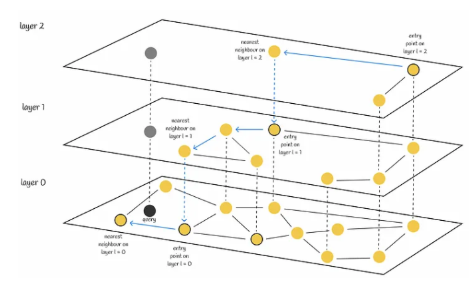 layer 2
nearest
neighbour on
layer l = 2
entry
point on
layer l = 2
layer 1
nearest
neighbour on
layer l = 1
entry
point on
layer l = 1
layer 0
query
nearest
neighbour on
layer l = 0
entry
point on
layer l = 0